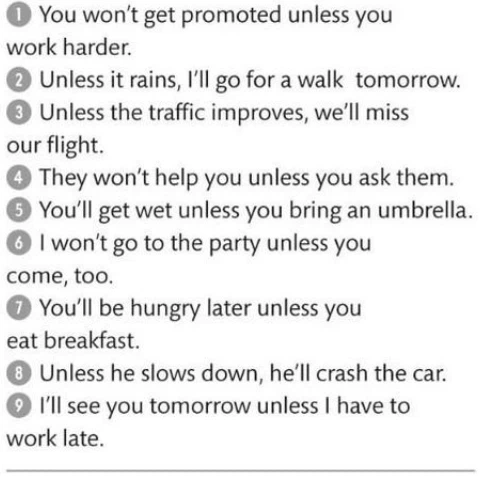 1 You won't get promoted unless you
work harder.
2 Unless it rains, I'll go for a walk tomorrow.
3 Unless the traffic improves, we'll miss
our flight.
4 They won't help you unless you ask them.
5 You'll get wet unless you bring an umbrella.
6 I won't go to the party unless you
come, too.
7 You'll be hungry later unless you
eat breakfast.
8 Unless he slows down, he'll crash the car.
9 I'll see you tomorrow unless I have to
work late.